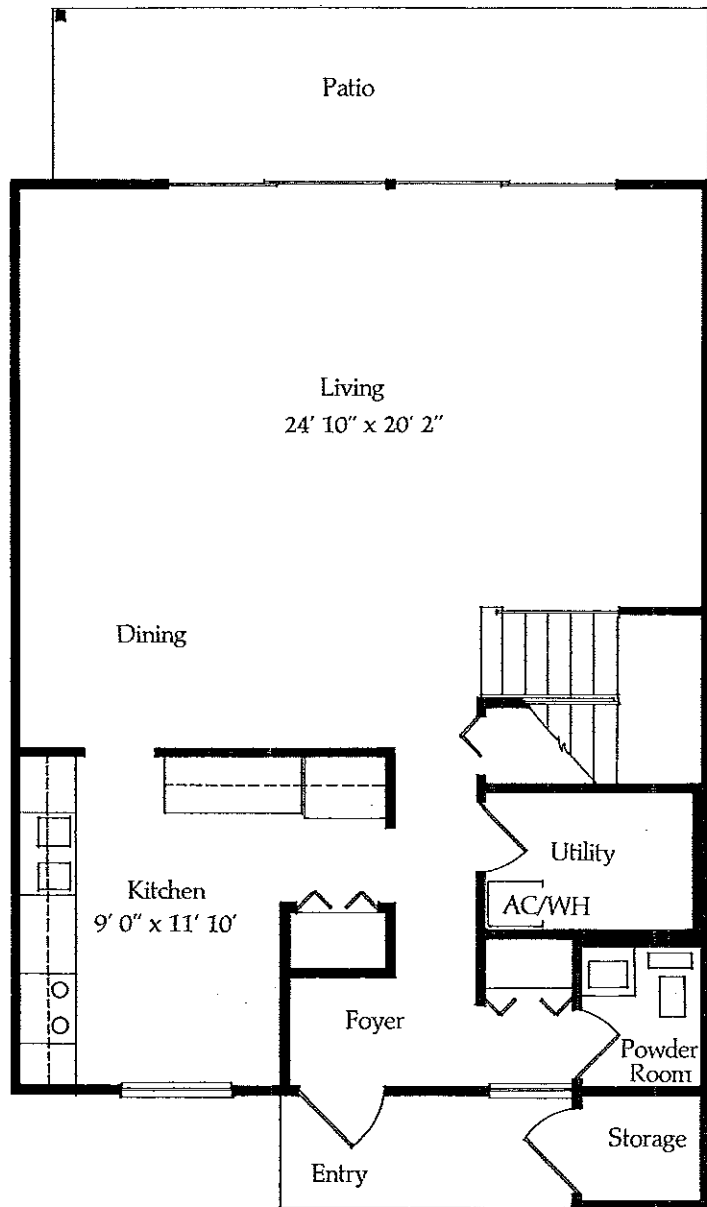 Patio
Living
24' 10" x 20' 2"
Dining
Utility
AC/WH
Kitchen
9' 0" x 11' 10'
Foyer
Powder
Room
Storage
Entry